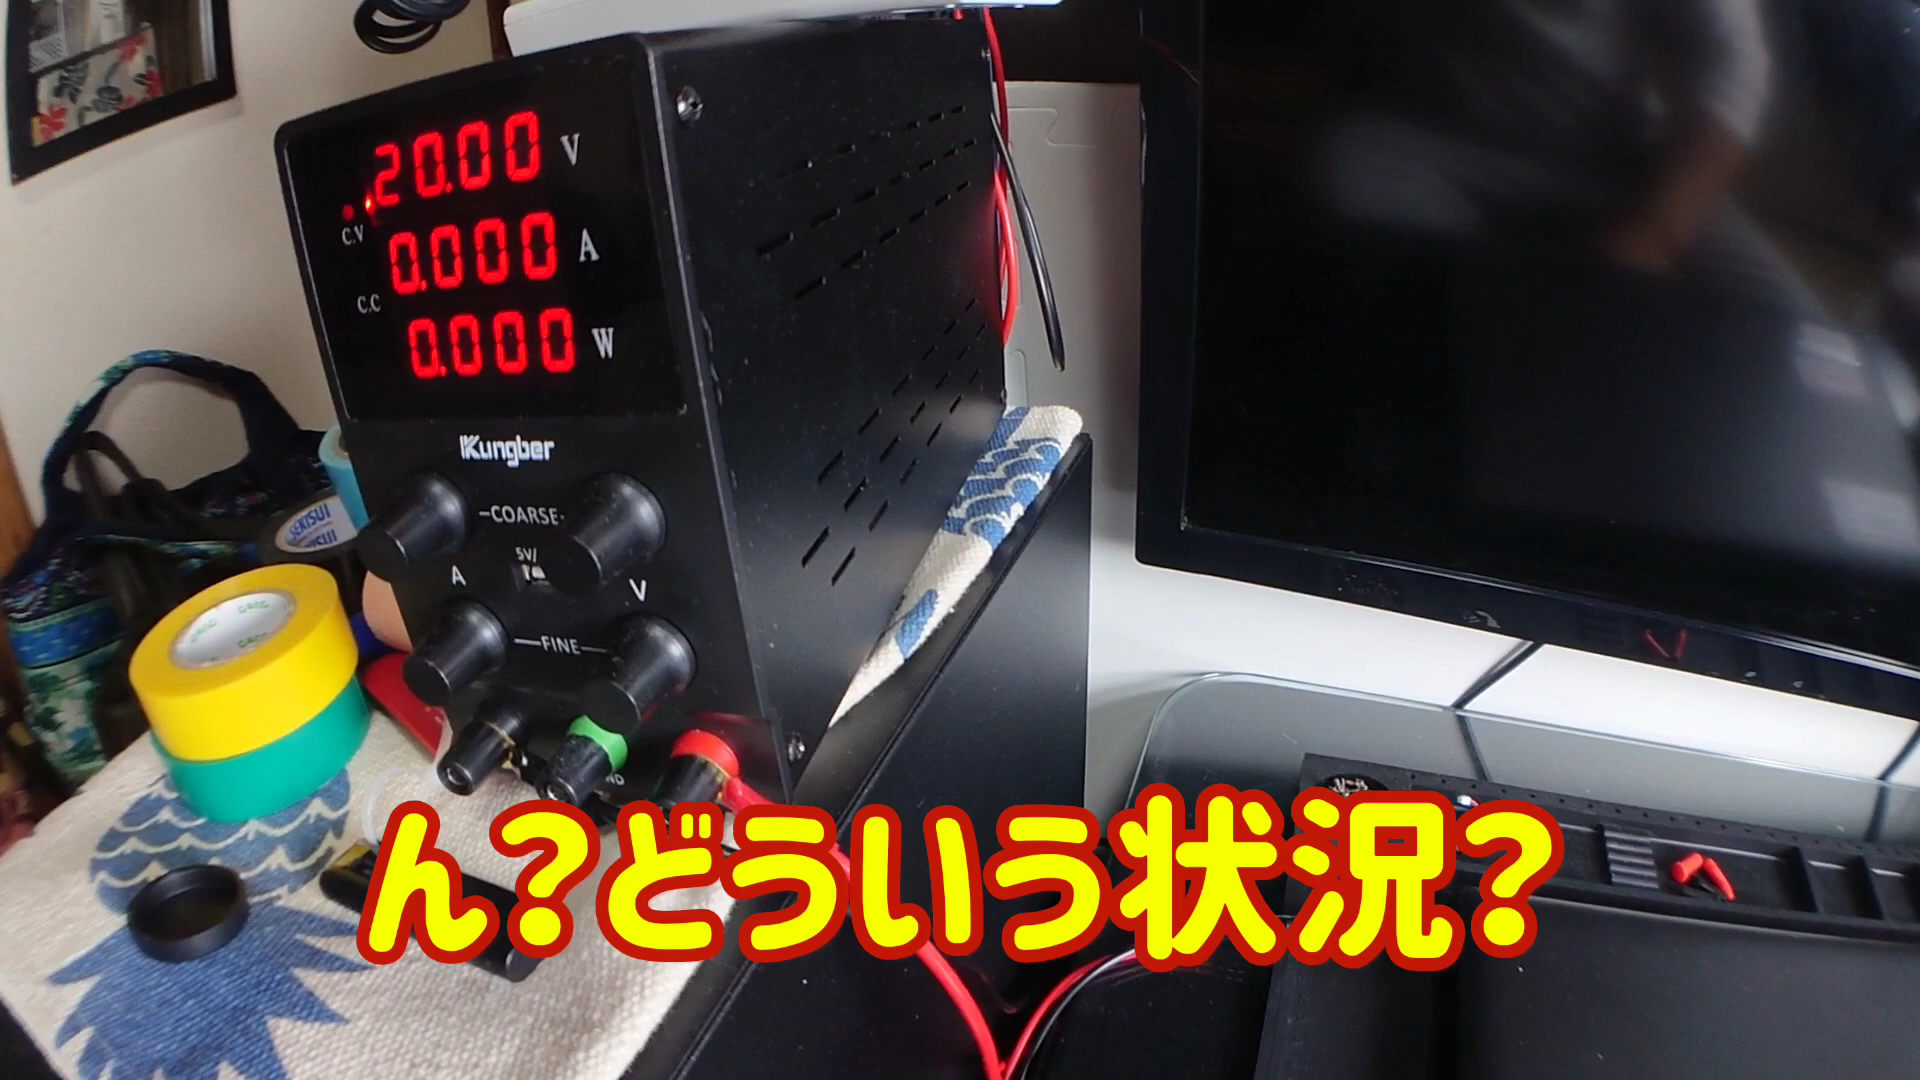 20.00 V
C.V
0.000 A
C.C
0.000 W
Kungber
COARSE
5V/
A
V
FINE
SEKISUI
ん?どういう状況?